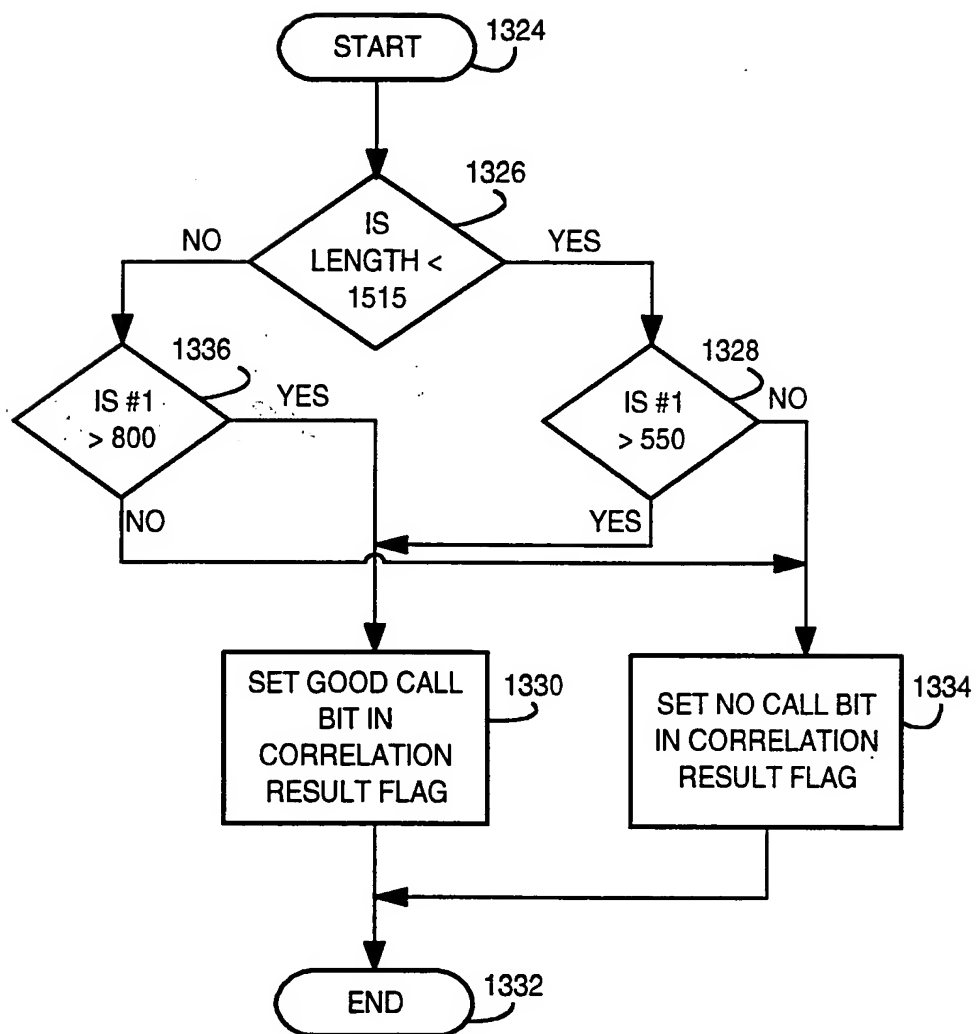 START
1324
IS
LENGTH <
1515
1326
NO
YES
IS #1
> 800
1336
YES
NO
IS #1
> 550
1328
NO
YES
SET GOOD CALL
BIT IN
CORRELATION
RESULT FLAG
1330
SET NO CALL BIT
IN CORRELATION
RESULT FLAG
1334
END
1332